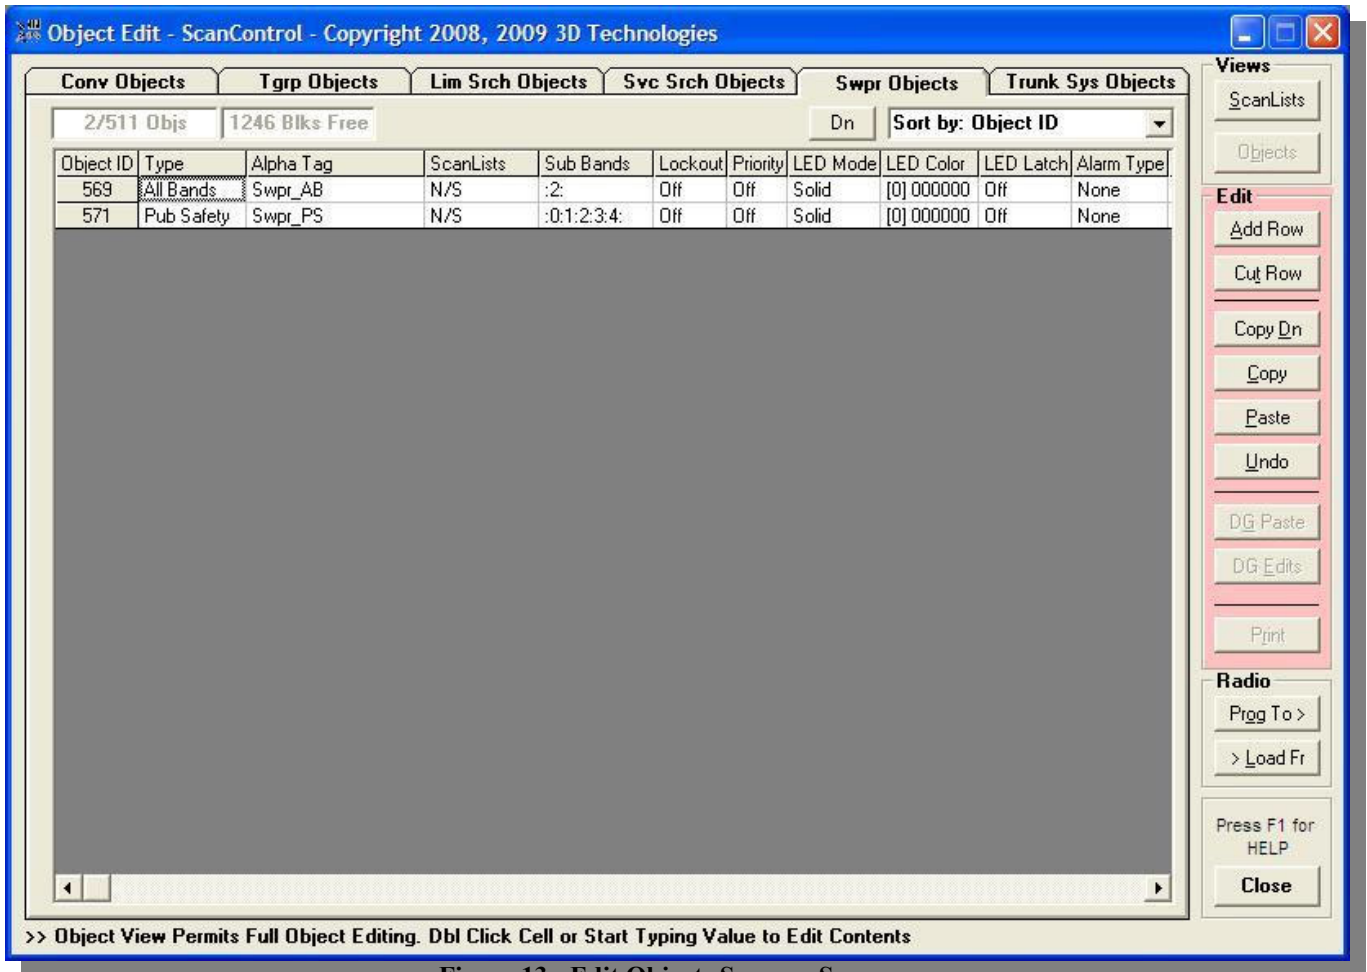 Object Edit - ScanControl - Copyright 2008, 2009 3D Technologies
Conv Objects Tgrp Objects Lim Srch Objects Svc Srch Objects Swpr Objects Trunk Sys Objects
2/511 Objs 1246 Blks Free Dn Sort by: Object ID
Object ID Type Alpha Tag ScanLists Sub Bands Lockout Priority LED Mode LED Color LED Latch Alarm Type
569 All Bands Swpr_AB N/S :2: Off Off Solid [0] 000000 Off None
571 Pub Safety Swpr_PS N/S :0:1:2:3:4: Off Off Solid [0] 000000 Off None
Views
ScanLists
Objects
Edit
Add Row
Cut Row
Copy Dn
Copy
Paste
Undo
DG Paste
DG Edits
Print
Radio
Prog To >
> Load Fr
Press F1 for
HELP
Close
>> Object View Permits Full Object Editing. Dbl Click Cell or Start Typing Value to Edit Contents